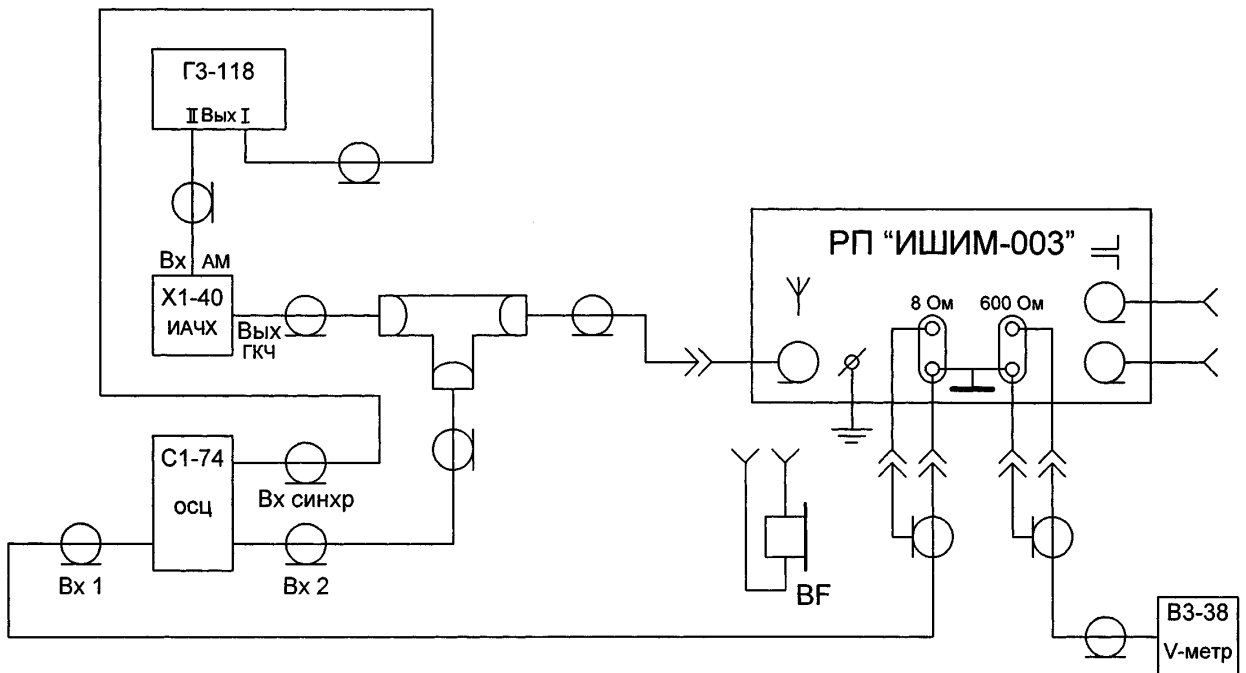 Г3-118
II Вых I
Вх АМ
Х1-40
ИАЧХ
Вых
ГКЧ
РП “ИШИМ-003”
8 Ом
600 Ом
С1-74
ОСЦ
Вх синхр
Вх 1
Вх 2
BF
В3-38
V-метр